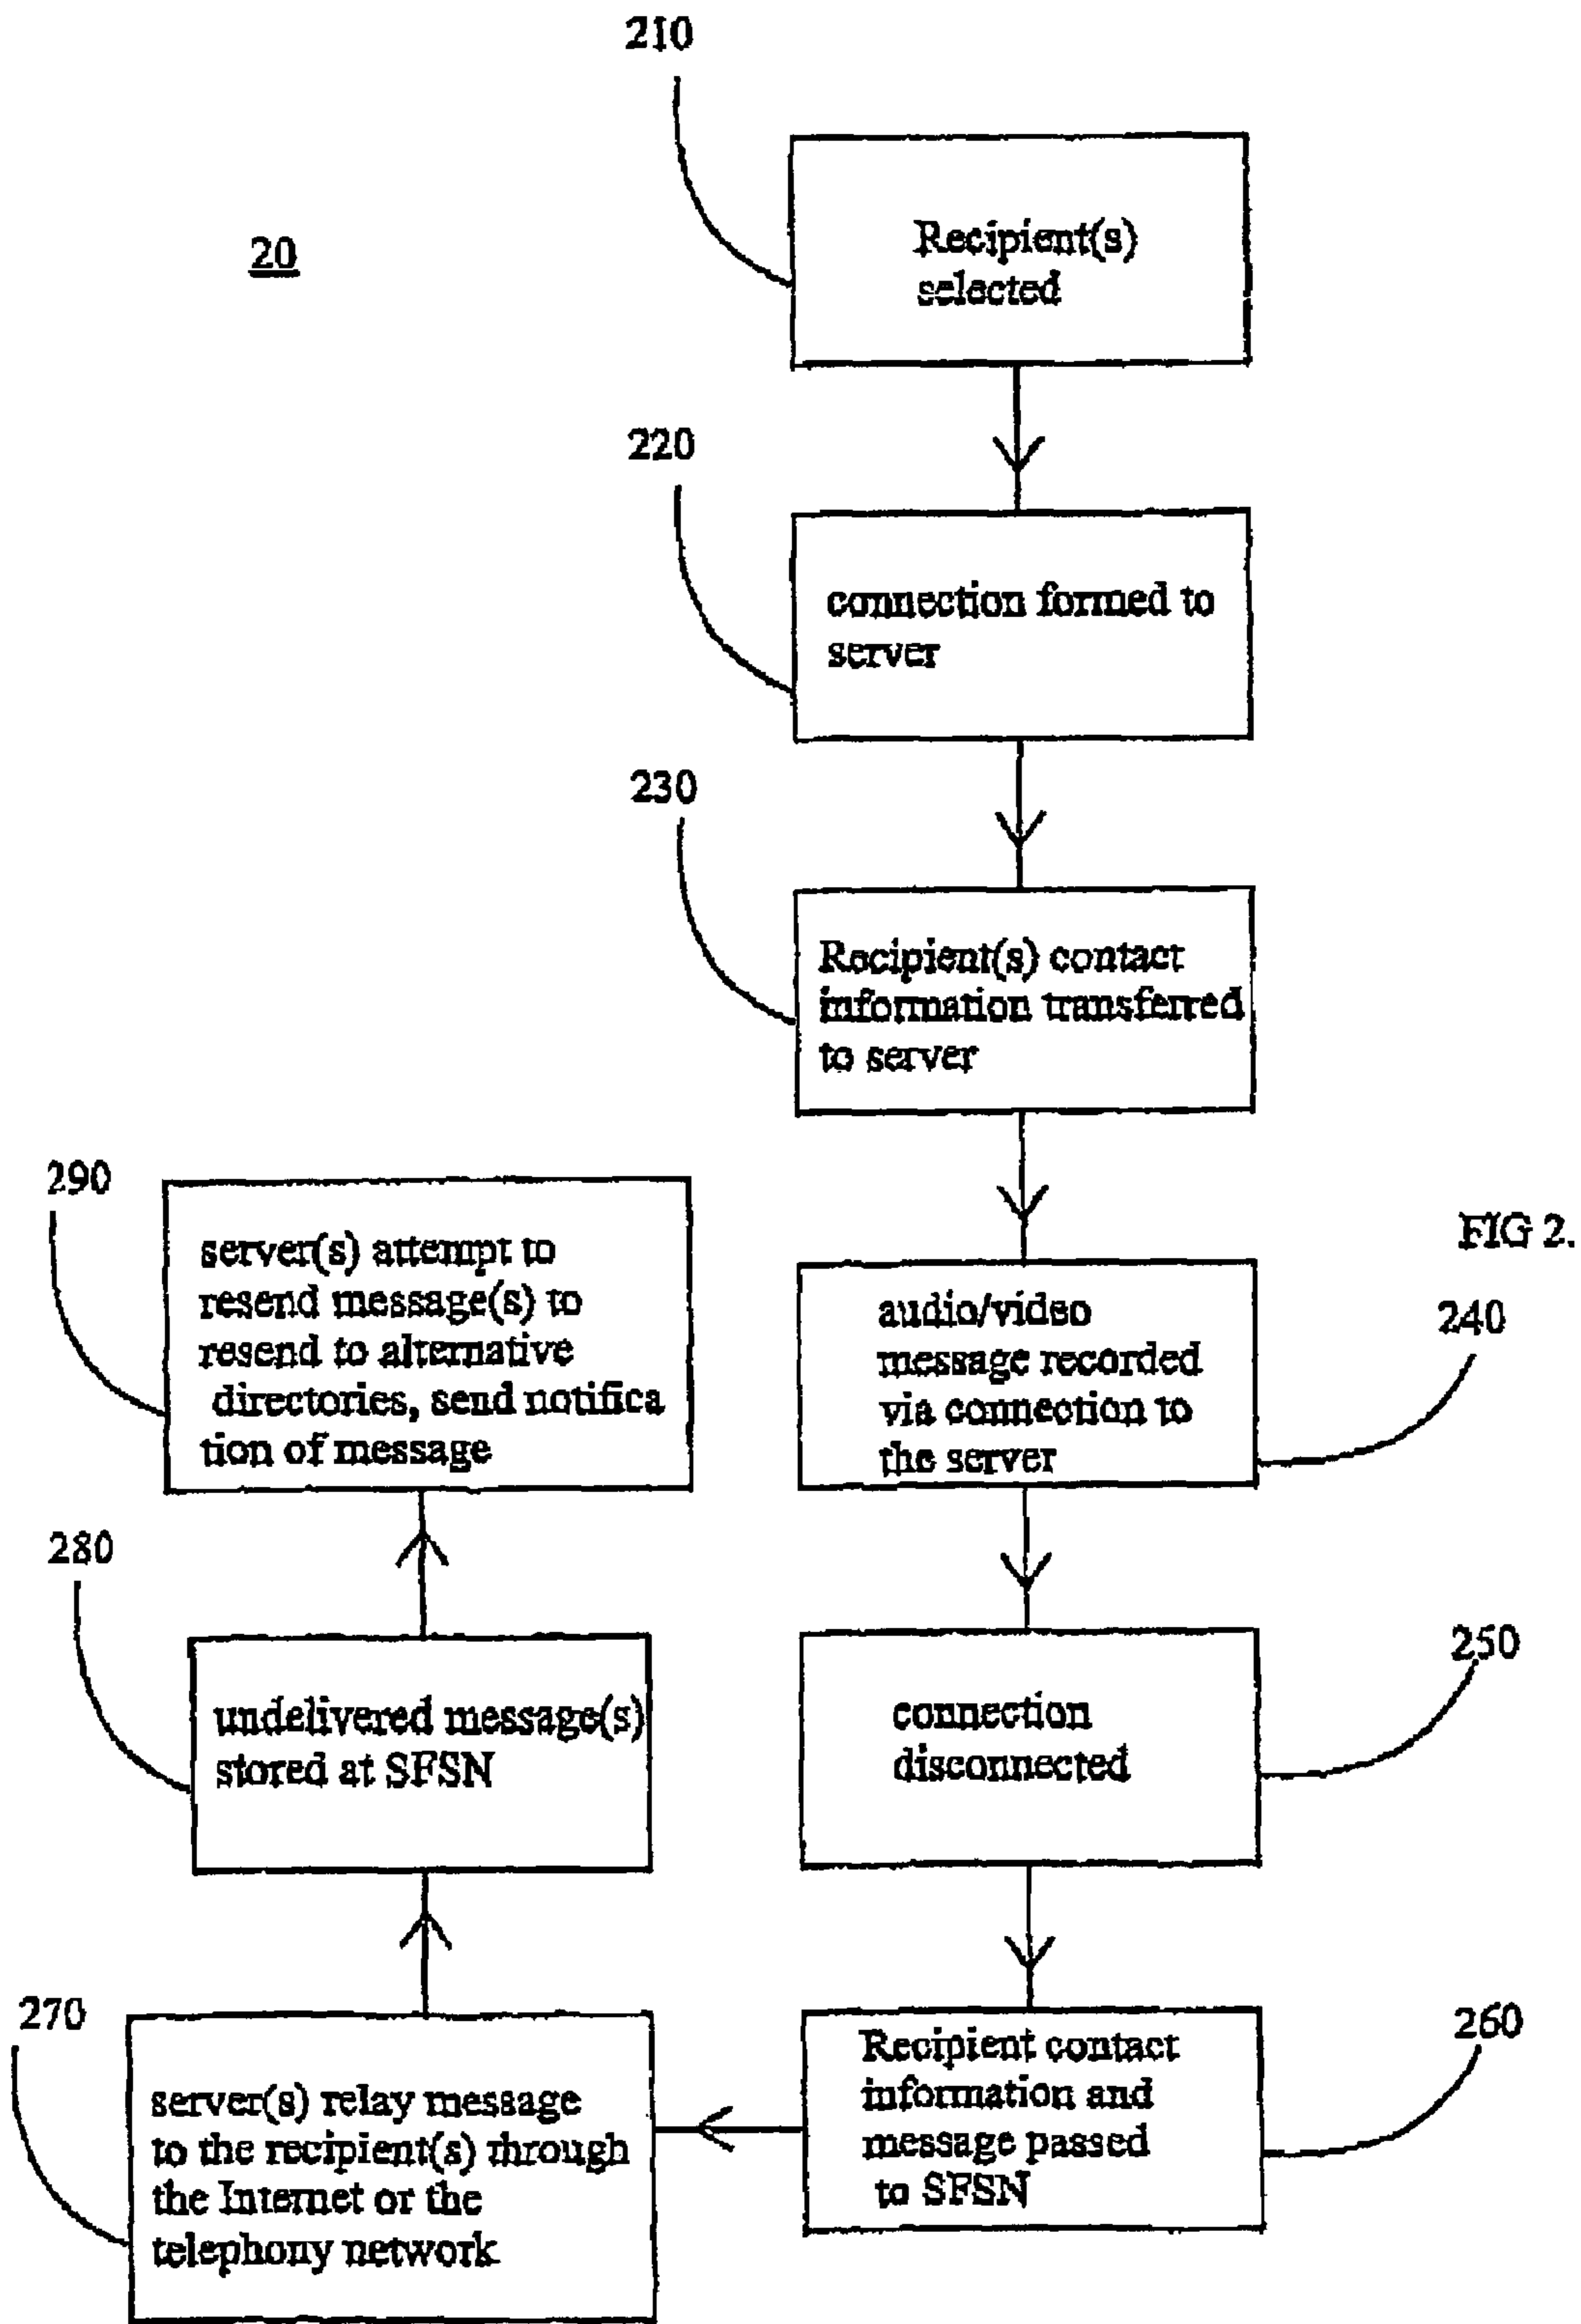 210
20
Recipient(s)
selected
220
connection formed to
server
230
Recipient(s) contact
information transferred
to server
FIG 2.
240
audio/video
message recorded
via connection to
the server
250
connection
disconnected
260
Recipient contact
information and
message passed
to SFSN
270
server(s) relay message
to the recipient(s) through
the Internet or the
telephony network
280
undelivered message(s)
stored at SFSN
290
server(s) attempt to
resend message(s) to
resend to alternative
directories, send notifica
tion of message